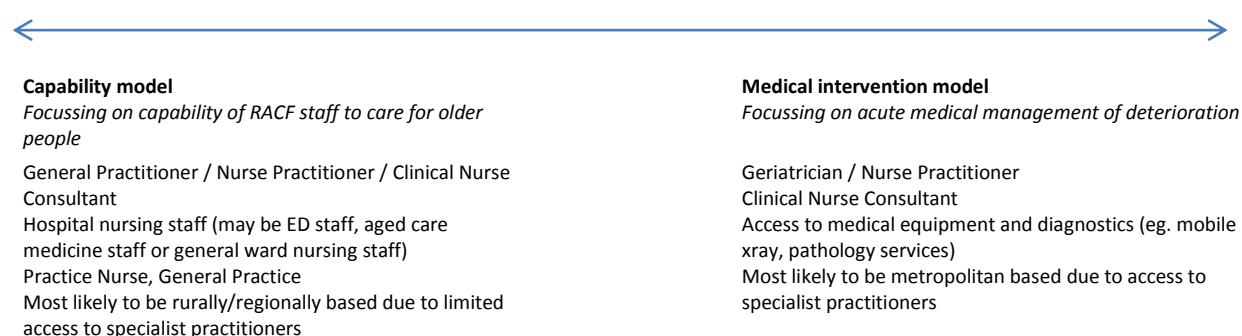 Capability model
Focussing on capability of RACF staff to care for older
people
General Practitioner / Nurse Practitioner / Clinical Nurse
Consultant
Hospital nursing staff (may be ED staff, aged care
medicine staff or general ward nursing staff)
Practice Nurse, General Practice
Most likely to be rurally/regionally based due to limited
access to specialist practitioners
Medical intervention model
Focussing on acute medical management of deterioration
Geriatrician / Nurse Practitioner
Clinical Nurse Consultant
Access to medical equipment and diagnostics (eg. mobile
xray, pathology services)
Most likely to be metropolitan based due to access to
specialist practitioners